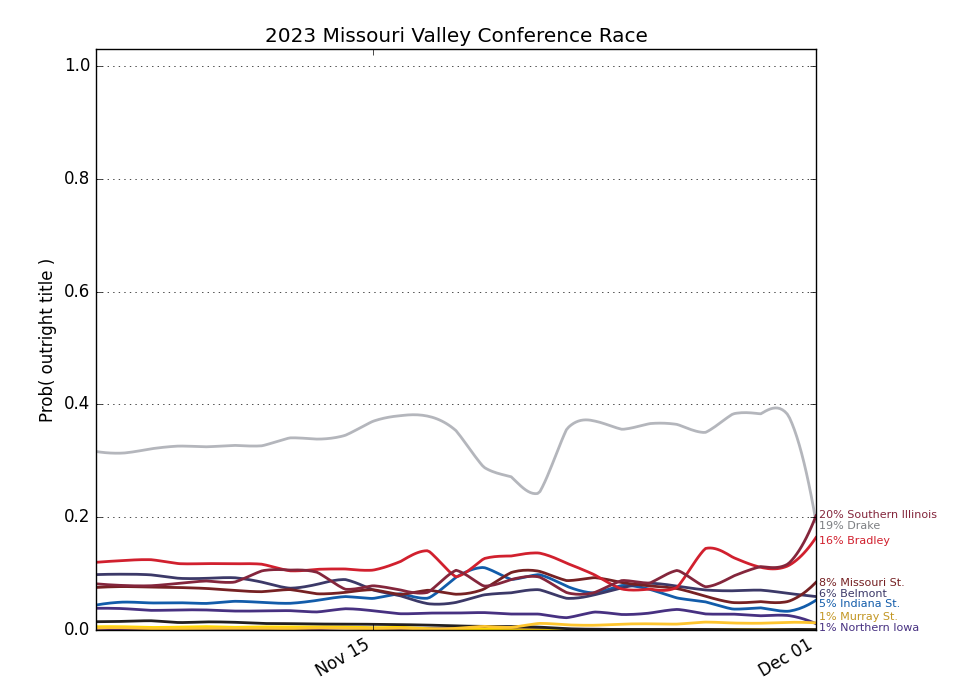 2023 Missouri Valley Conference Race
1.0
0.8
0.6
0.4
0.2
0.0
Prob( outright title )
Nov 15
Dec 01
20% Southern Illinois
19% Drake
16% Bradley
8% Missouri St.
6% Belmont
5% Indiana St.
1% Murray St.
1% Northern Iowa